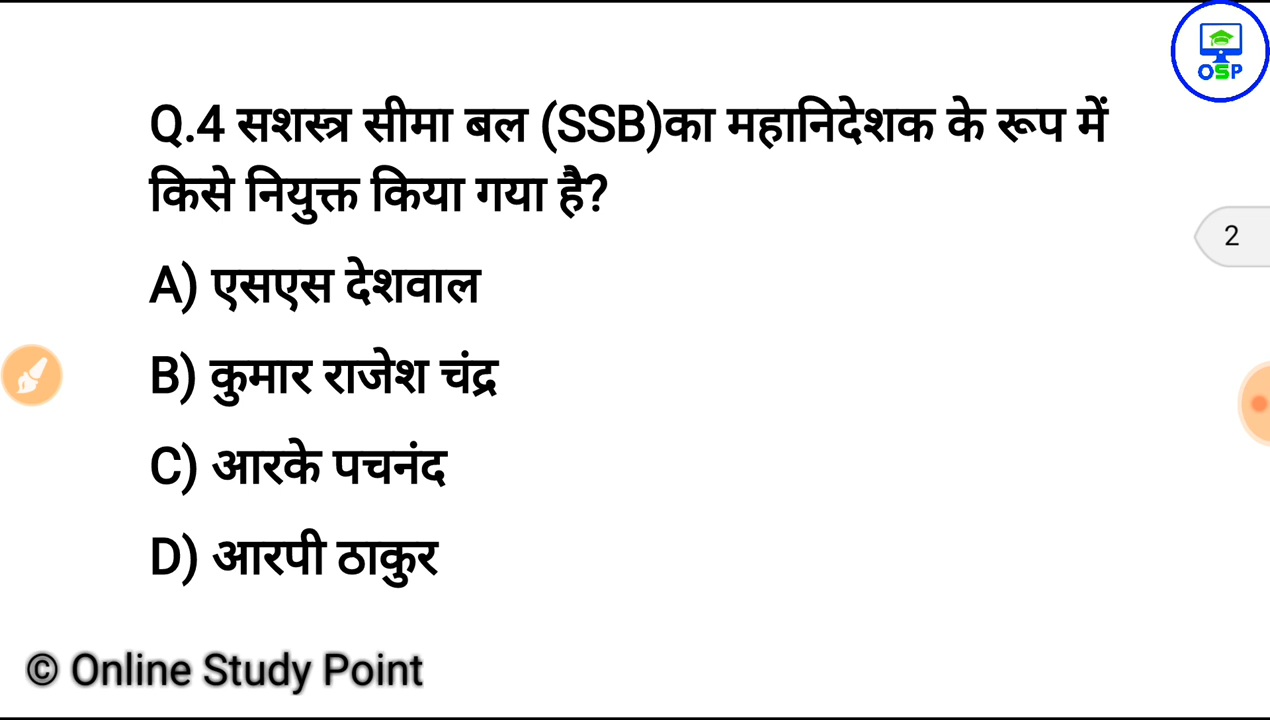 OSP
Q.4 सशस्त्र सीमा बल (SSB)का महानिदेशक के रूप में
किसे नियुक्त किया गया है?
2
A) एसएस देशवाल
B) कुमार राजेश चंद्र
C) आरके पचनंद
D) आरपी ठाकुर
© Online Study Point